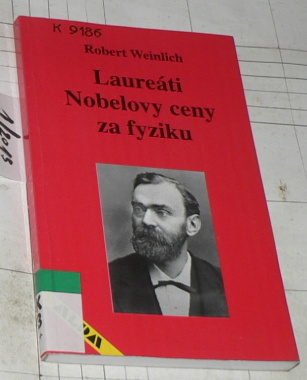 K 9186
Robert Weinlich
Laureáti
Nobelovy ceny
za fyziku